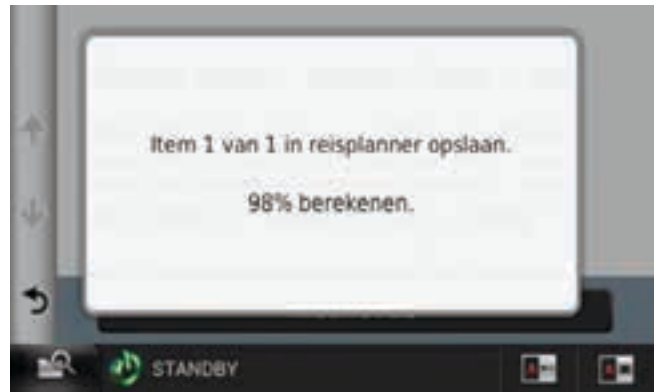 Item 1 van 1 in reisplanner opslaan.
98% berekenen.
STANDBY